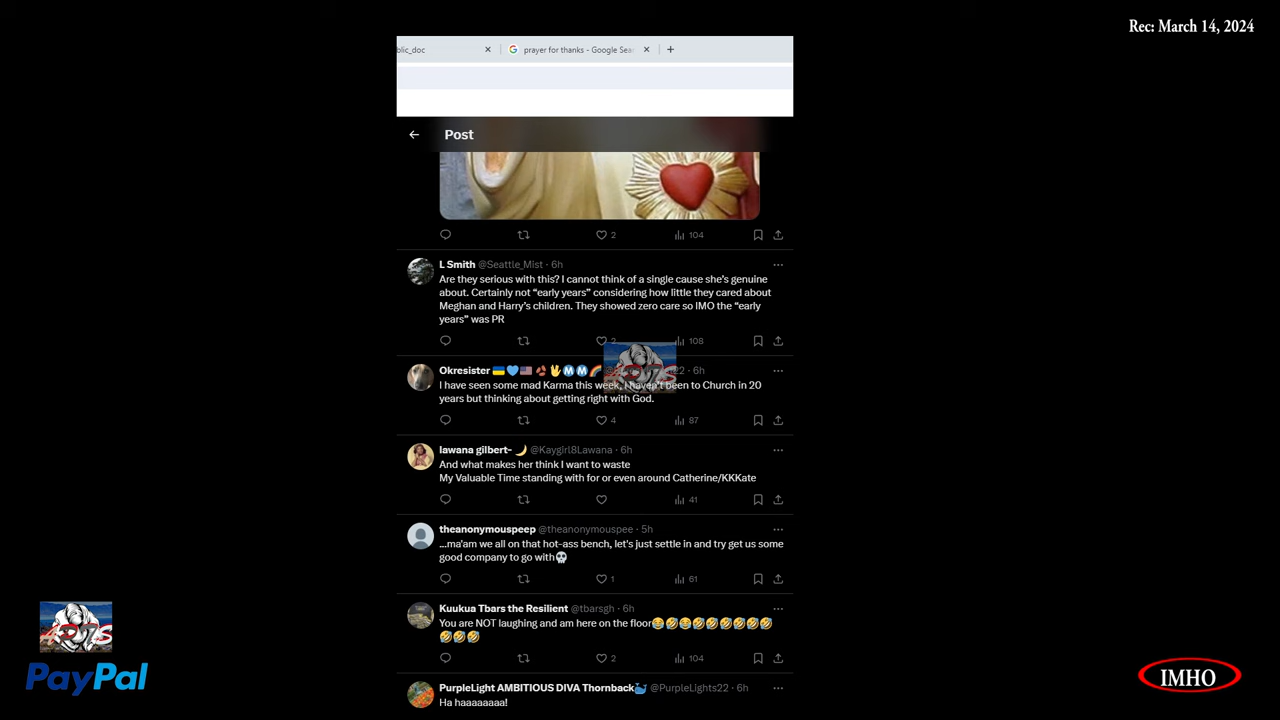 Rec: March 14, 2024
blic_doc
prayer for thanks - Google Sea
Post
2 104
L Smith @Seattle_Mist · 6h
Are they serious with this? I cannot think of a single cause she's genuine
about. Certainly not “early years” considering how little they cared about
Meghan and Harry's children. They showed zero care so IMO the “early
years” was PR
2 108
Okresister 🇺🇦💙🇺🇸 🖖Ⓜ️Ⓜ️🌈 22 · 6h
I have seen some mad Karma this week, I haven't been to Church in 20
years but thinking about getting right with God.
4 87
lawana gilbert- 🌙 @Kaygirl8Lawana · 6h
And what makes her think I want to waste
My Valuable Time standing with for or even around Catherine/KKKate
41
theanonymouspeep @theanonymouspee · 5h
...ma'am we all on that hot-ass bench, let's just settle in and try get us some
good company to go with💀
1 61
Kuukua Tbars the Resilient @tbarsgh · 6h
You are NOT laughing and am here on the floor😂🤣😂🤣🤣🤣🤣🤣🤣
🤣🤣🤣
2 104
PurpleLight AMBITIOUS DIVA Thornback🐳 @PurpleLights22 · 6h
Ha haaaaaaaa!
PayPal
IMHO